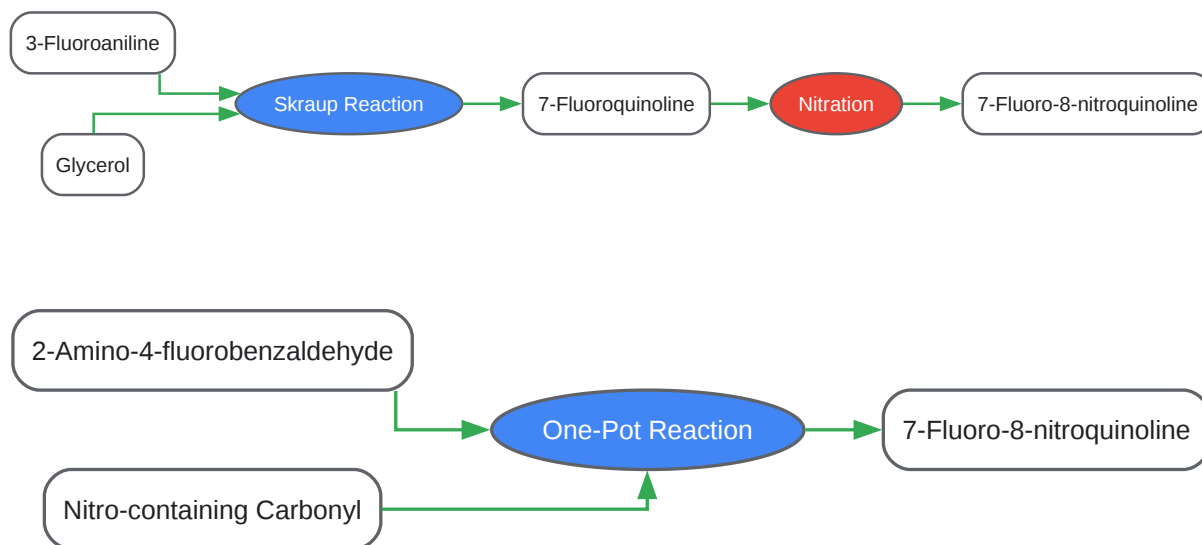 3-Fluoroaniline
Glycerol
Skraup Reaction
7-Fluoroquinoline
Nitration
7-Fluoro-8-nitroquinoline
2-Amino-4-fluorobenzaldehyde
Nitro-containing Carbonyl
One-Pot Reaction
7-Fluoro-8-nitroquinoline